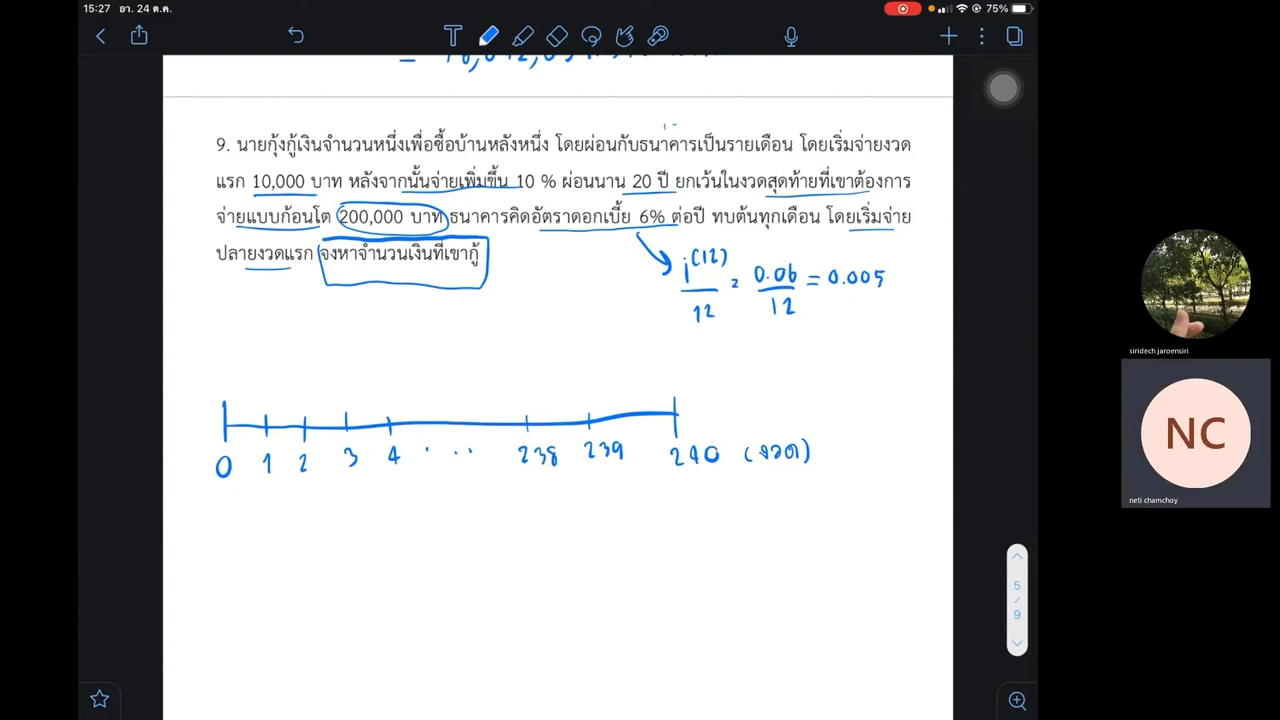 15:27 อา. 24 ต.ค.
75%
9. นายกุ้งกู้เงินจำนวนหนึ่งเพื่อซื้อบ้านหลังหนึ่ง โดยผ่อนกับธนาคารเป็นรายเดือน โดยเริ่มจ่ายงวด
แรก 10,000 บาท หลังจากนั้นจ่ายเพิ่มขึ้น 10 % ผ่อนนาน 20 ปี ยกเว้นในงวดสุดท้ายที่เขาต้องการ
จ่ายแบบก้อนโต 200,000 บาท ธนาคารคิดอัตราดอกเบี้ย 6% ต่อปี ทบต้นทุกเดือน โดยเริ่มจ่าย
ปลายงวดแรก จงหาจำนวนเงินที่เขากู้
i(12)/12 = 0.06/12 = 0.005
0 1 2 3 4 ... 238 239 240 (งวด)
siridech jaroensiri
NC
neti chamchoy
5
/
9